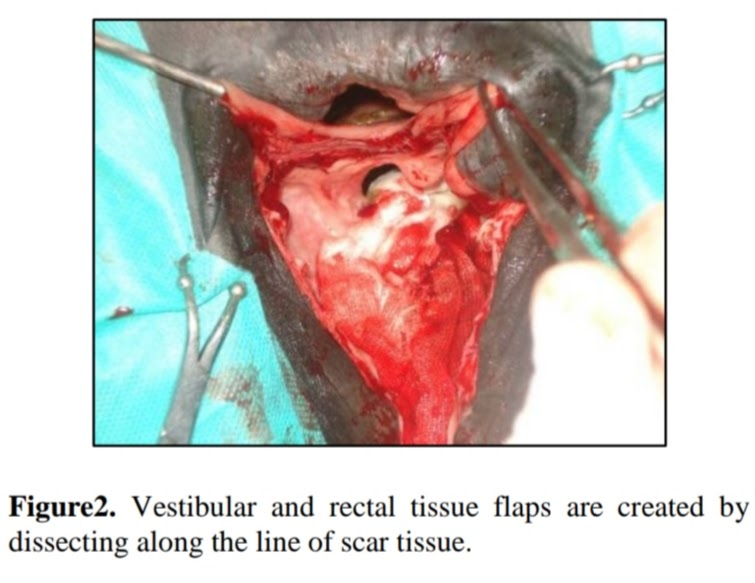 Figure2. Vestibular and rectal tissue flaps are created by
dissecting along the line of scar tissue.